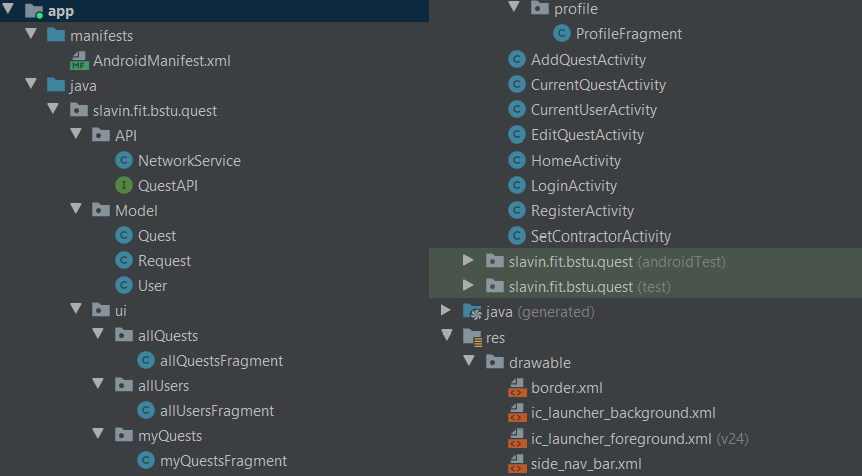 app
manifests
AndroidManifest.xml
java
slavin.fit.bstu.quest
API
NetworkService
QuestAPI
Model
Quest
Request
User
ui
allQuests
allQuestsFragment
allUsers
allUsersFragment
myQuests
myQuestsFragment
profile
ProfileFragment
AddQuestActivity
CurrentQuestActivity
CurrentUserActivity
EditQuestActivity
HomeActivity
LoginActivity
RegisterActivity
SetContractorActivity
slavin.fit.bstu.quest (androidTest)
slavin.fit.bstu.quest (test)
java (generated)
res
drawable
border.xml
ic_launcher_background.xml
ic_launcher_foreground.xml (v24)
side_nav_bar.xml